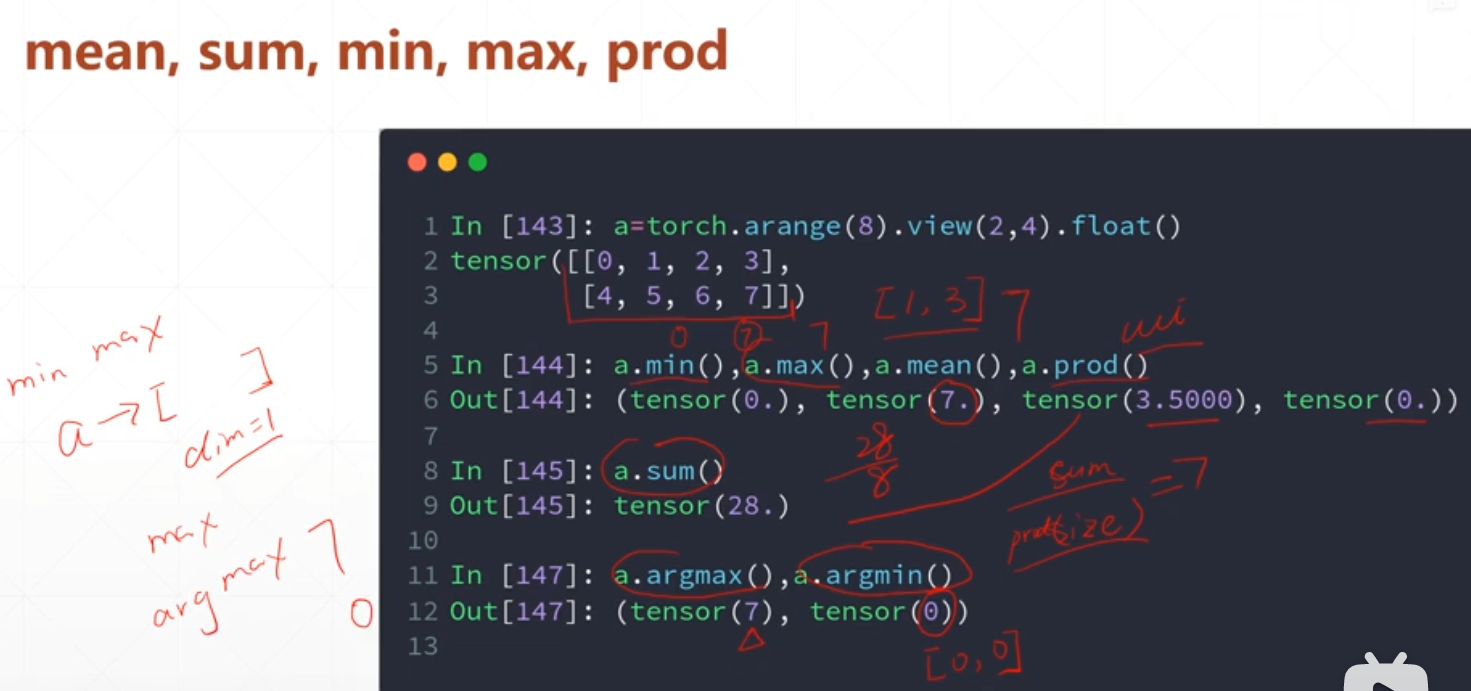 mean, sum, min, max, prod
1 In [143]: a=torch.arange(8).view(2,4).float()
2 tensor([[0, 1, 2, 3],
3 [4, 5, 6, 7]])
[1,3] 7
4
0 7 7
5 In [144]: a.min(),a.max(),a.mean(),a.prod()
6 Out[144]: (tensor(0.), tensor(7.), tensor(3.5000), tensor(0.))
min max
a→[ ]
dim=1
7
28
8
8 In [145]: a.sum()
9 Out[145]: tensor(28.)
sum
prod(size) =7
10
11 In [147]: a.argmax(),a.argmin()
12 Out[147]: (tensor(7), tensor(0))
13
[0,0]
max
argmax 7
0